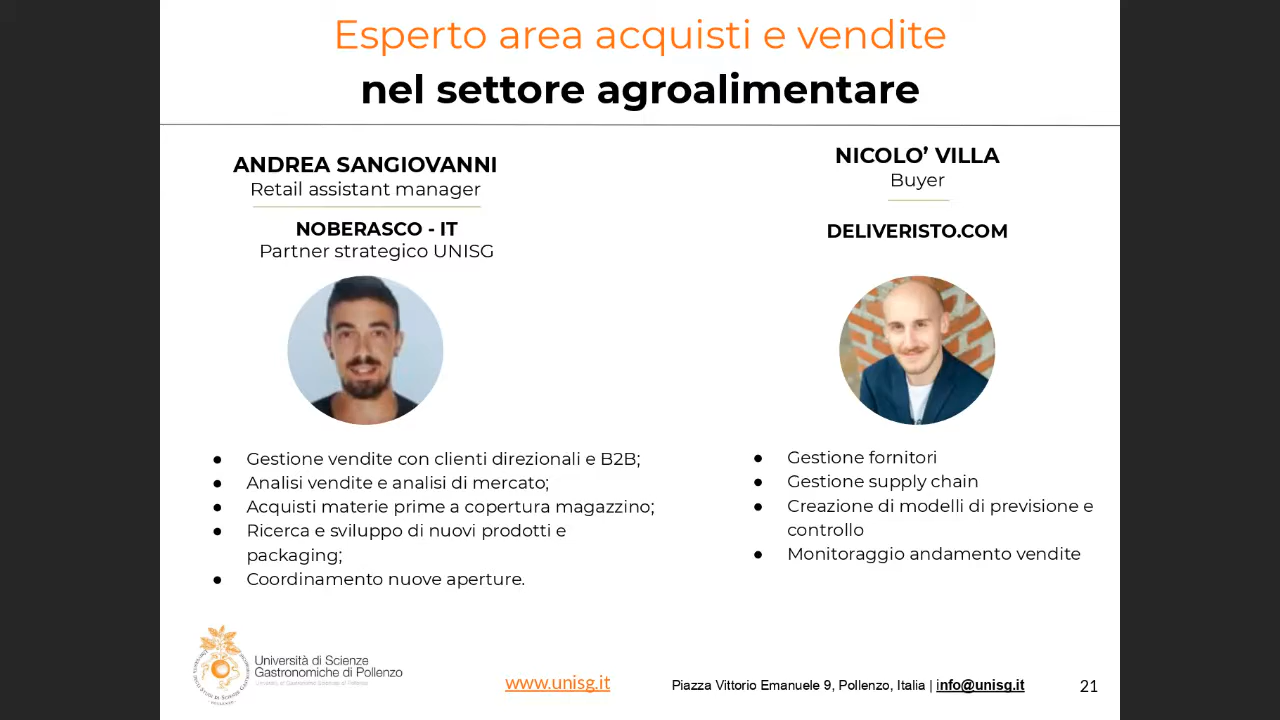 Esperto area acquisti e vendite
nel settore agroalimentare
ANDREA SANGIOVANNI
Retail assistant manager
NOBERASCO - IT
Partner strategico UNISG
● Gestione vendite con clienti direzionali e B2B;
● Analisi vendite e analisi di mercato;
● Acquisti materie prime a copertura magazzino;
● Ricerca e sviluppo di nuovi prodotti e
packaging;
● Coordinamento nuove aperture.
NICOLO’ VILLA
Buyer
DELIVERISTO.COM
● Gestione fornitori
● Gestione supply chain
● Creazione di modelli di previsione e
controllo
● Monitoraggio andamento vendite
Università di Scienze
Gastronomiche di Pollenzo
www.unisg.it
Piazza Vittorio Emanuele 9, Pollenzo, Italia | info@unisg.it
21